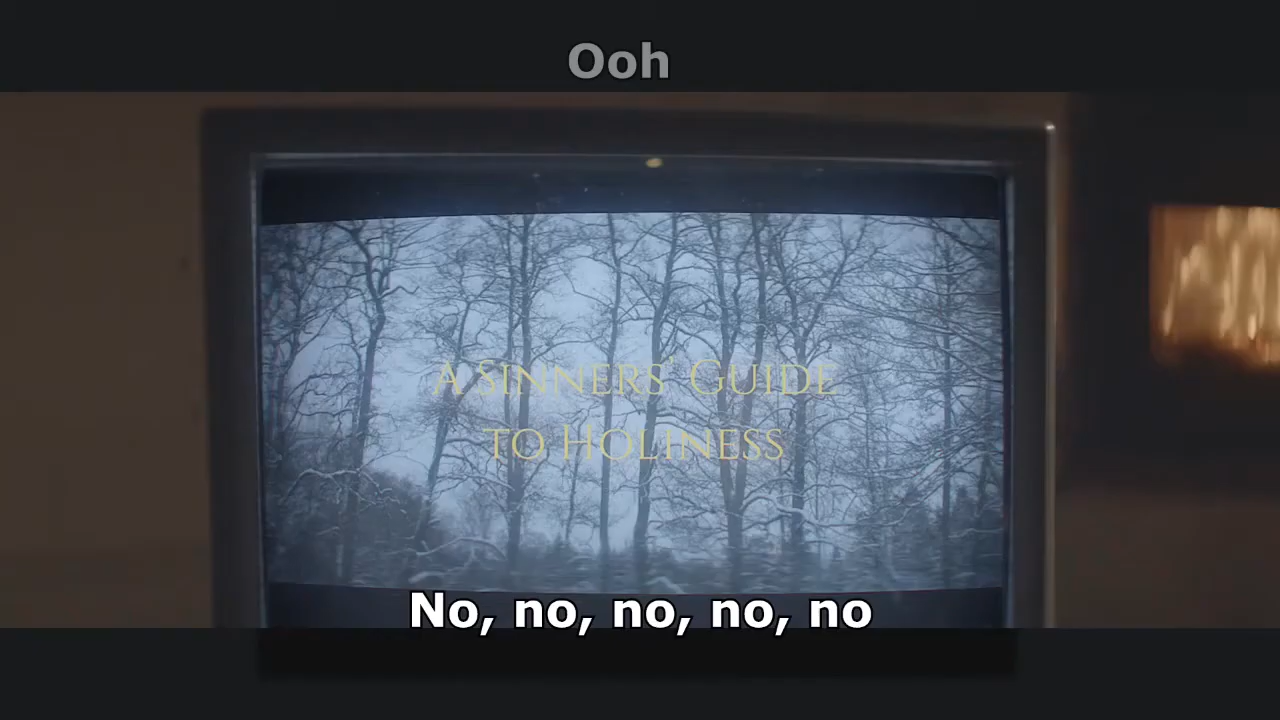 Ooh
A Sinners' Guide
to Holiness
No, no, no, no, no